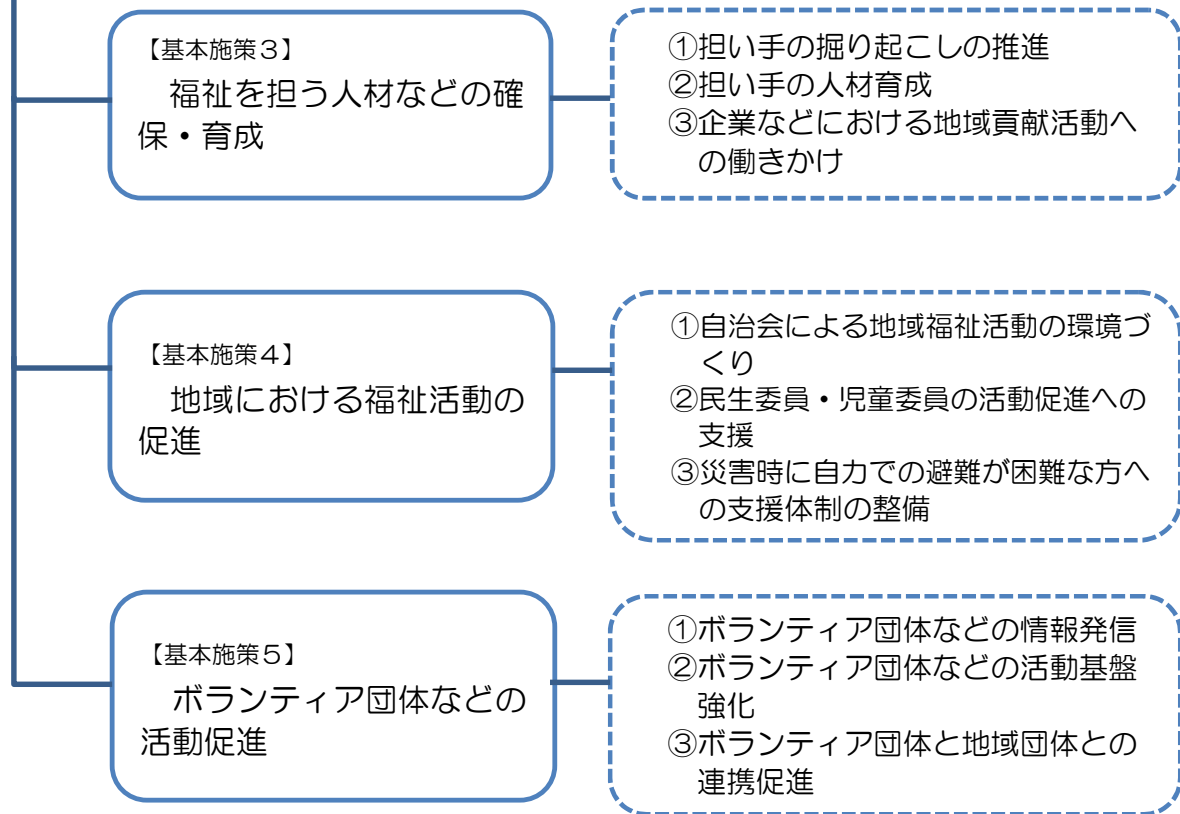 【基本施策3】
福祉を担う人材などの確
保・育成
①担い手の掘り起こしの推進
②担い手の人材育成
③企業などにおける地域貢献活動へ
の働きかけ
【基本施策4】
地域における福祉活動の
促進
①自治会による地域福祉活動の環境づ
くり
②民生委員・児童委員の活動促進への
支援
③災害時に自力での避難が困難な方へ
の支援体制の整備
【基本施策5】
ボランティア団体などの
活動促進
①ボランティア団体などの情報発信
②ボランティア団体などの活動基盤
強化
③ボランティア団体と地域団体との
連携促進